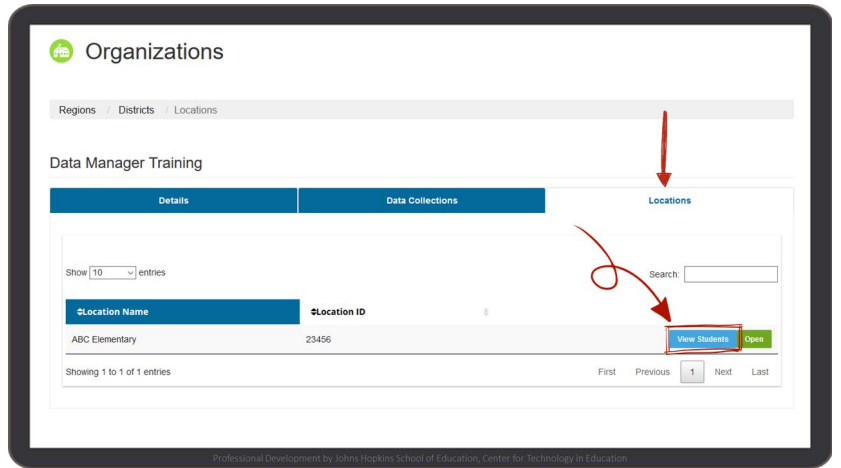 Organizations
Regions / Districts / Locations
Data Manager Training
Details Data Collections Locations
Show 10 entries Search:
Location Name Location ID
ABC Elementary 23456 View Students Open
Showing 1 to 1 of 1 entries First Previous 1 Next Last
Professional Development by Johns Hopkins School of Education, Center for Technology in Education